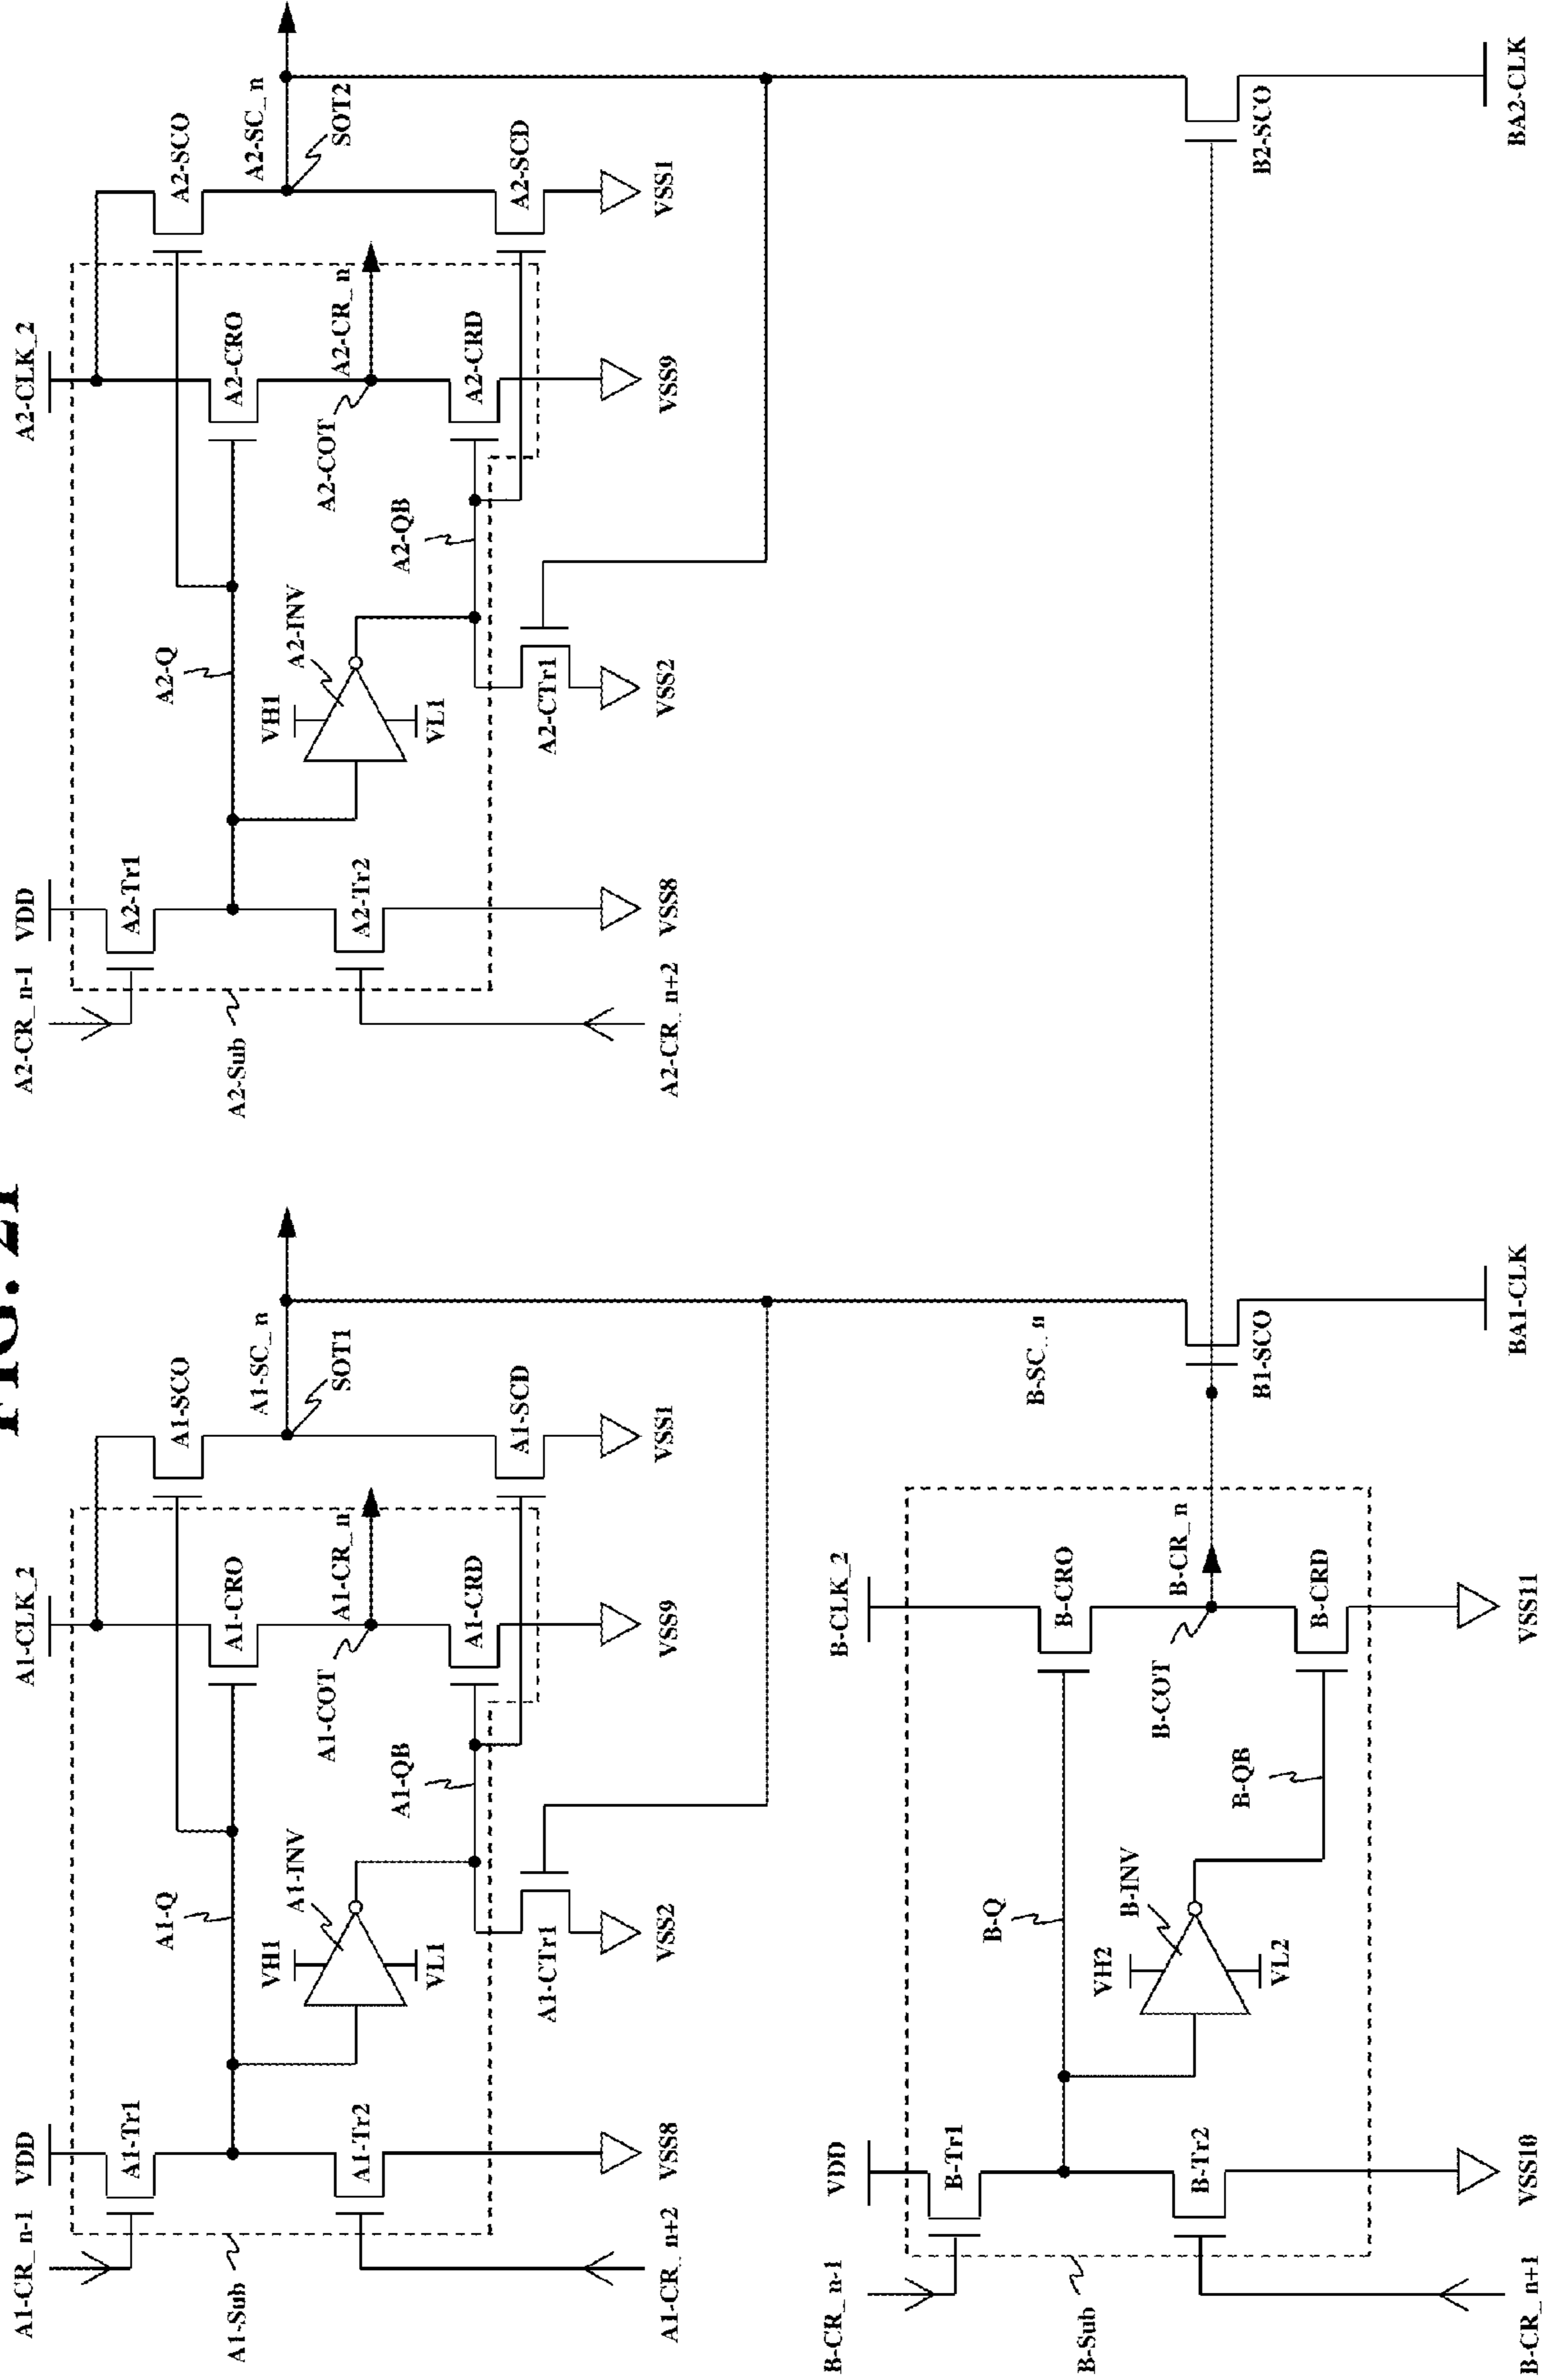 FIG. 21
A1-CR_n-1
VDD
A1-CLK_2
A1-Tr1
A1-Q
A1-SCO
A1-CRO
A1-SC_n
A1-Sub
VH1
A1-INV
A1-COT
A1-CR_n
SOT1
A1-Tr2
VL1
A1-QB
A1-CRD
A1-SCD
A1-CTr1
A1-CR_n+2
VSS8
VSS2
VSS9
VSS1
A2-CR_n-1
VDD
A2-CLK_2
A2-Tr1
A2-Q
A2-SCO
A2-CRO
A2-SC_n
A2-Sub
VH1
A2-INV
A2-COT
A2-CR_n
SOT2
A2-Tr2
VL1
A2-QB
A2-CRD
A2-SCD
A2-CTr1
A2-CR_n+2
VSS8
VSS2
VSS9
VSS1
B-CR_n-1
VDD
B-CLK_2
B-Tr1
B-Q
B-CRO
B-SC_n
B-Sub
VH2
B-INV
B-COT
B-CR_n
B-Tr2
VL2
B-QB
B-CRD
B1-SCO
B2-SCO
B-CR_n+1
VSS10
VSS11
BA1-CLK
BA2-CLK